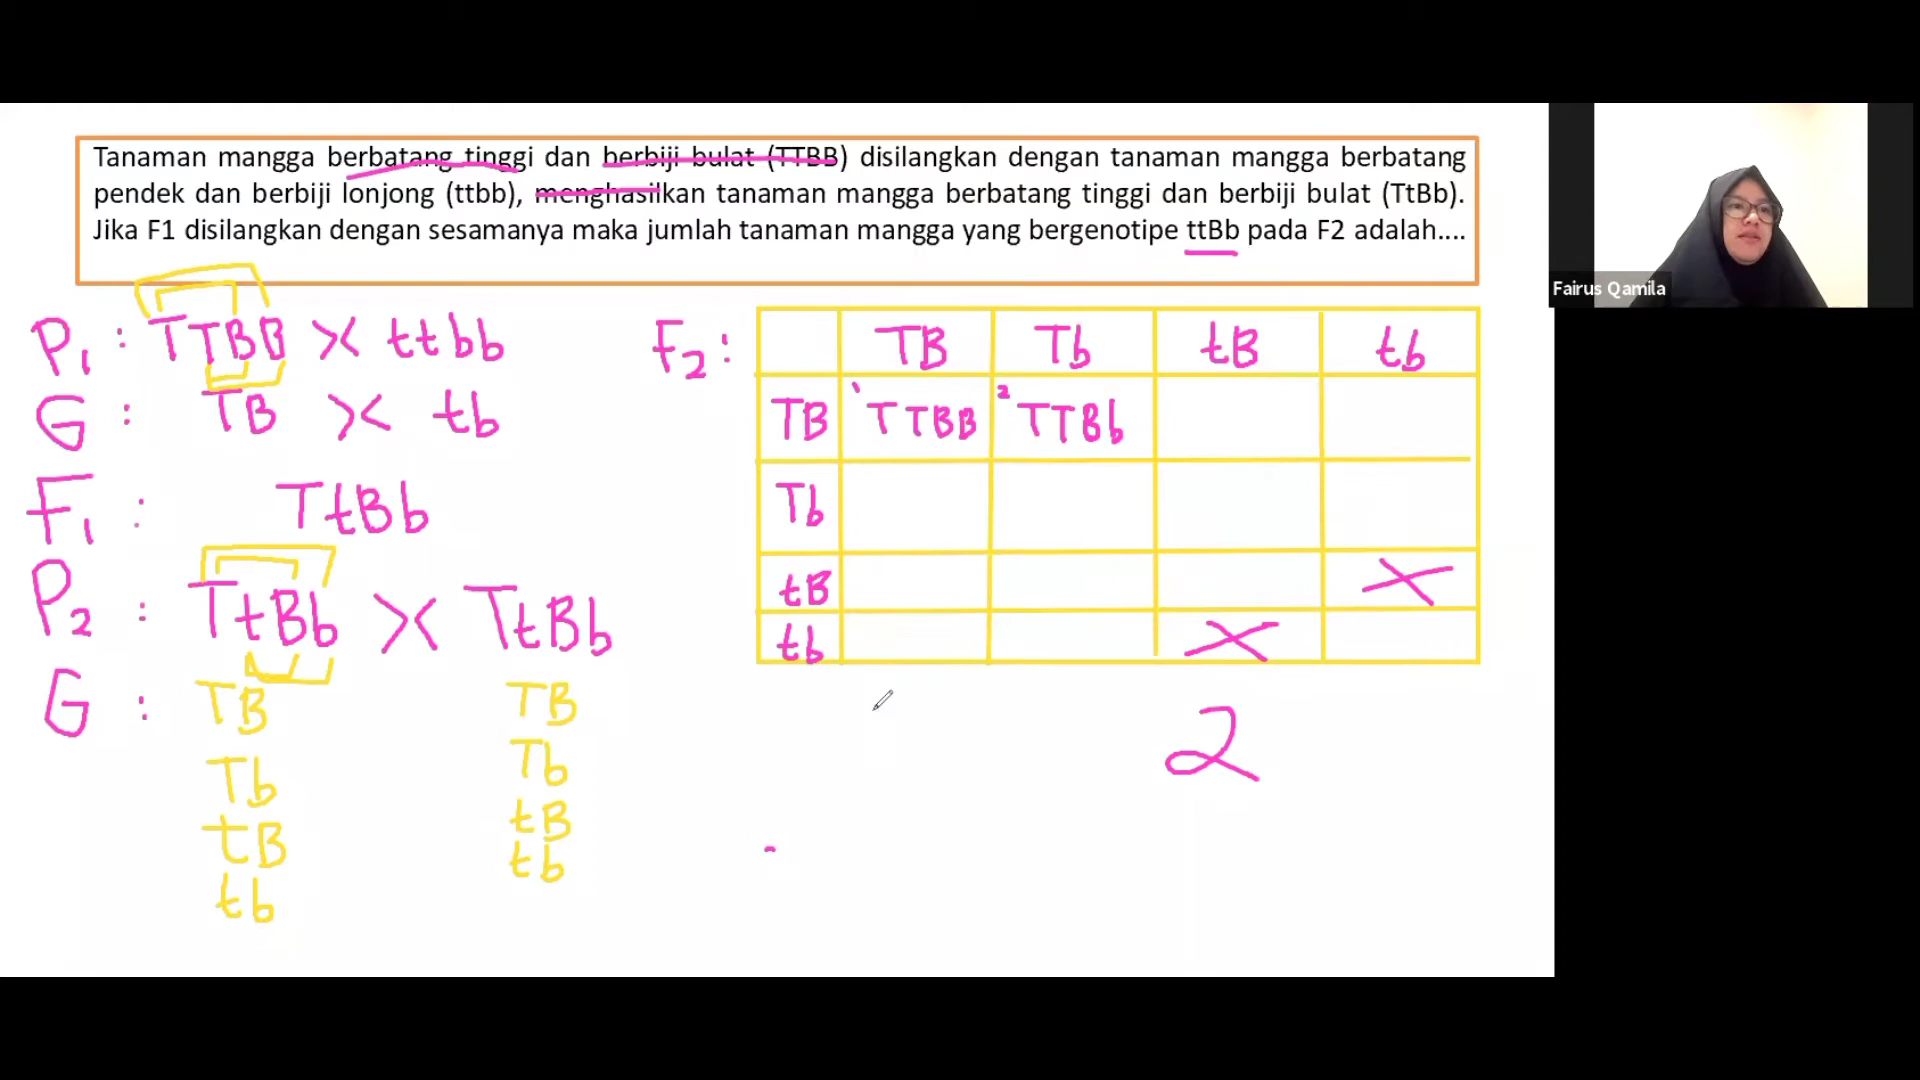 Tanaman mangga berbatang tinggi dan berbiji bulat (TTBB) disilangkan dengan tanaman mangga berbatang
pendek dan berbiji lonjong (ttbb), menghasilkan tanaman mangga berbatang tinggi dan berbiji bulat (TtBb).
Jika F1 disilangkan dengan sesamanya maka jumlah tanaman mangga yang bergenotipe ttBb pada F2 adalah....
Fairus Qamila
P1 : TTBB × ttbb
G : TB × tb
F1 : TtBb
P2 : TtBb × TtBb
G : TB TB
Tb Tb
tB tB
tb tb
F2 : TB Tb tB tb
TB 1 TTBB 2 TTBb
Tb
tB ×
tb ×
2